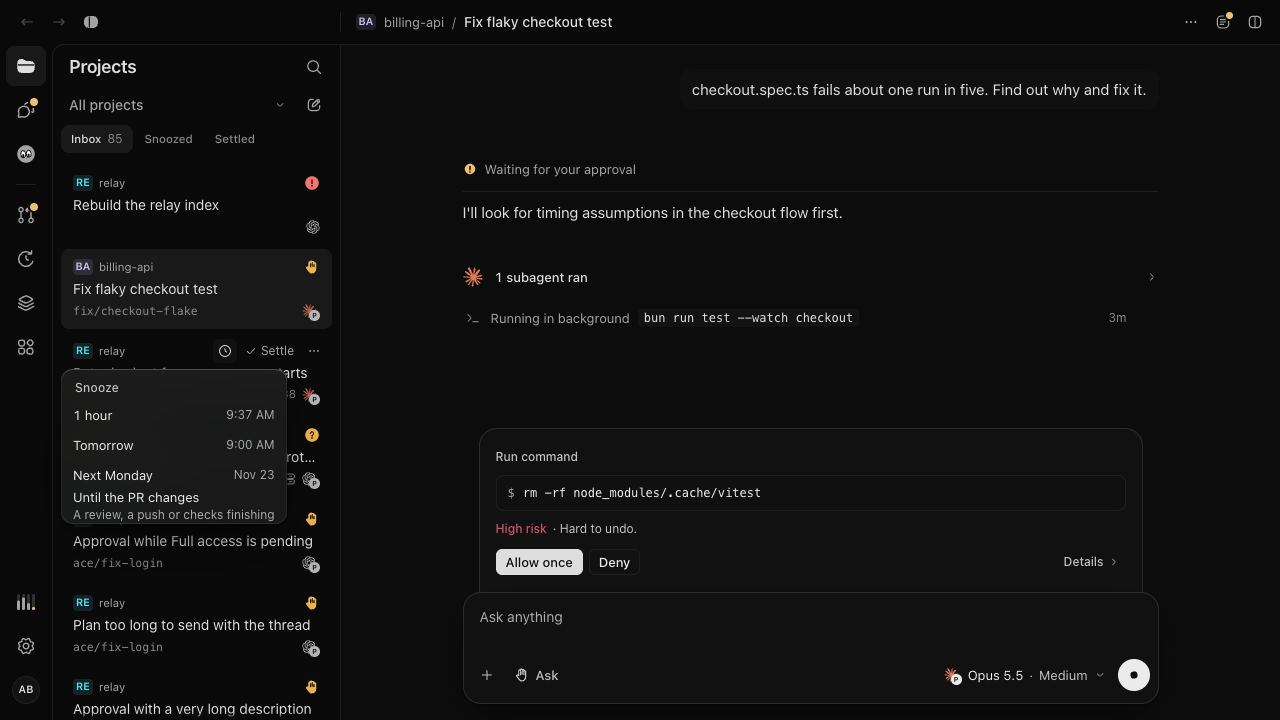 BA billing-api / Fix flaky checkout test
Projects
All projects
Inbox 85 Snoozed Settled
RE relay
Rebuild the relay index
BA billing-api
Fix flaky checkout test
fix/checkout-flake
RE relay Settle
arts
Snooze
1 hour 9:37 AM
Tomorrow 9:00 AM
Next Monday Nov 23
Until the PR changes
A review, a push or checks finishing
rot...
Approval while Full access is pending
ace/fix-login
RE relay
Plan too long to send with the thread
ace/fix-login
RE relay
Approval with a very long description
AB
checkout.spec.ts fails about one run in five. Find out why and fix it.
Waiting for your approval
I'll look for timing assumptions in the checkout flow first.
1 subagent ran
Running in background bun run test --watch checkout 3m
Run command
$ rm -rf node_modules/.cache/vitest
High risk · Hard to undo.
Allow once Deny Details
Ask anything
Ask P Opus 5.5 · Medium